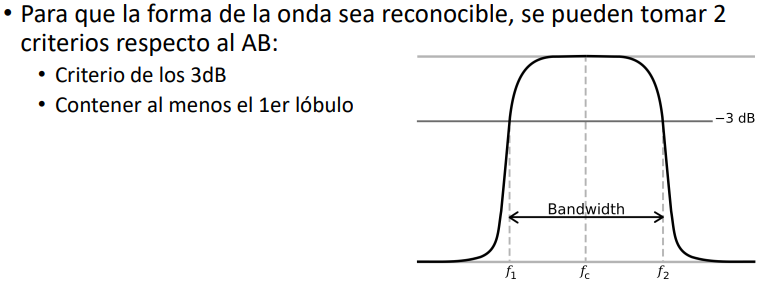 • Para que la forma de la onda sea reconocible, se pueden tomar 2
criterios respecto al AB:
• Criterio de los 3dB
• Contener al menos el 1er lóbulo
−3 dB
Bandwidth
f₁ f꜀ f₂